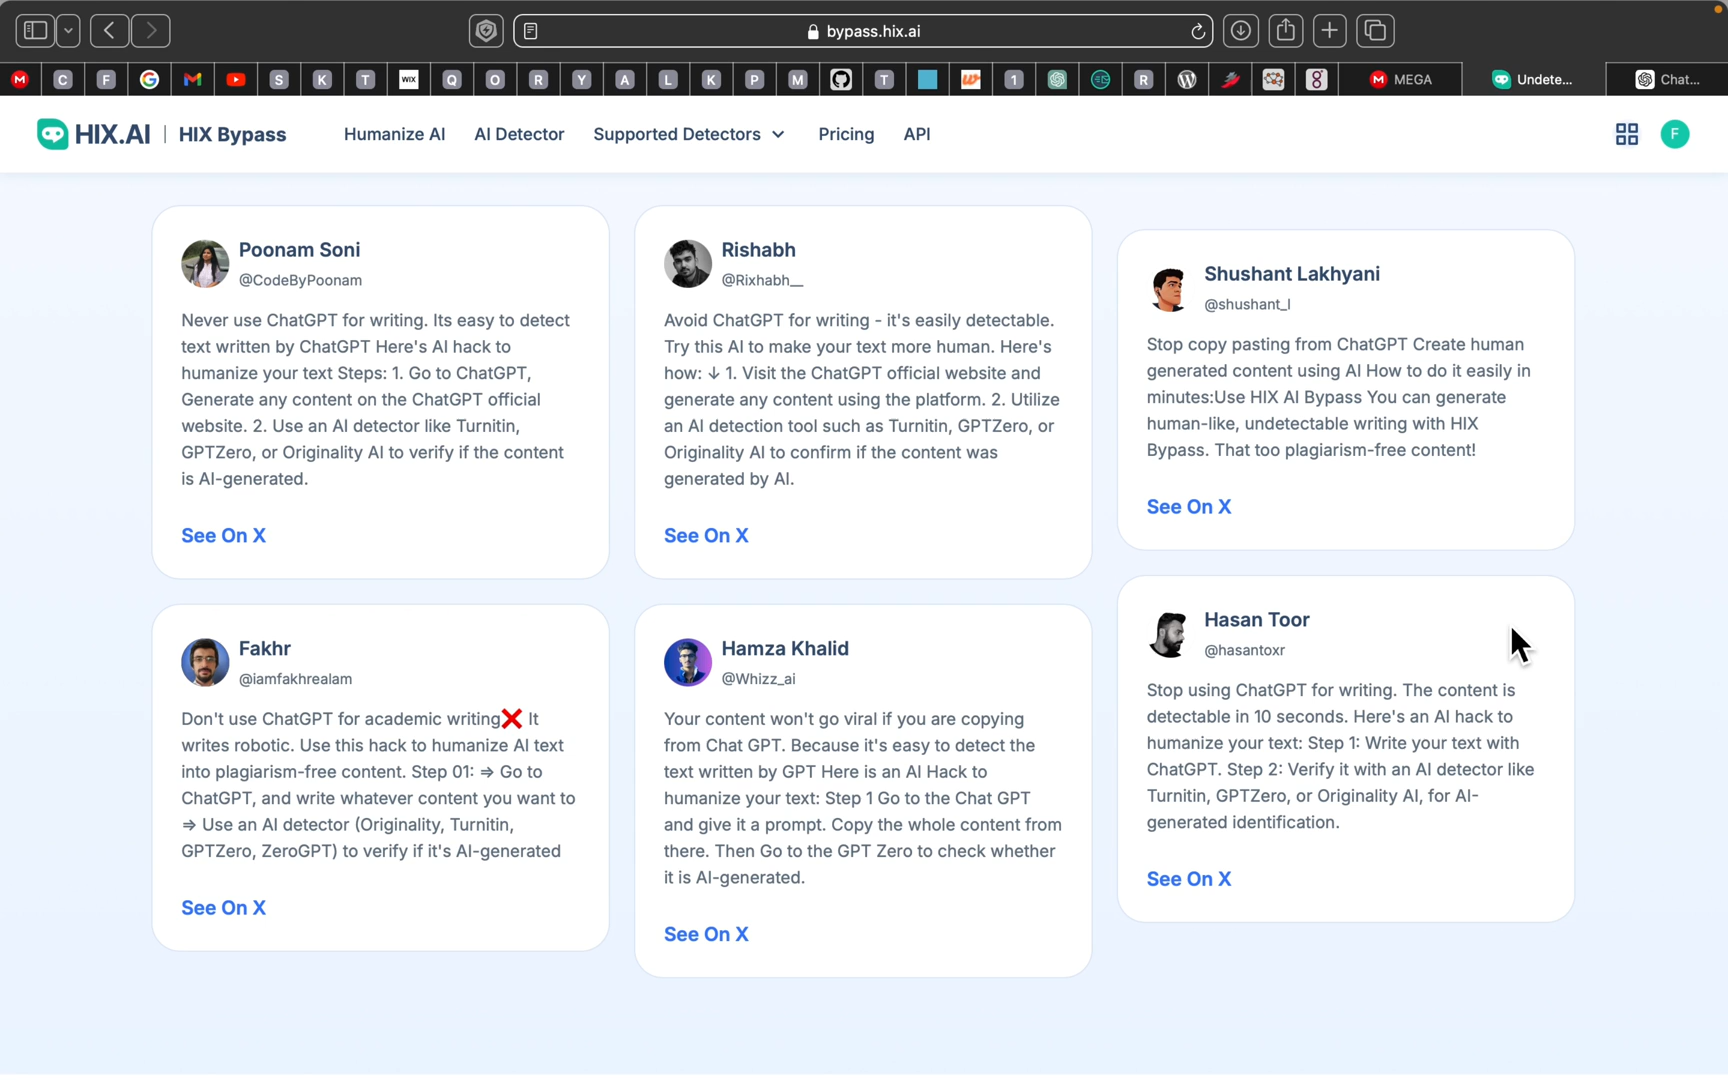 bypass.hix.ai
M C F G S K T WIX Q O R Y A L K P M T 1 R MEGA Undete... Chat...
HIX.AI | HIX Bypass Humanize AI AI Detector Supported Detectors Pricing API F
Poonam Soni
@CodeByPoonam
Never use ChatGPT for writing. Its easy to detect
text written by ChatGPT Here's AI hack to
humanize your text Steps: 1. Go to ChatGPT,
Generate any content on the ChatGPT official
website. 2. Use an AI detector like Turnitin,
GPTZero, or Originality AI to verify if the content
is AI-generated.
See On X
Rishabh
@Rixhabh__
Avoid ChatGPT for writing - it's easily detectable.
Try this AI to make your text more human. Here's
how: ↓ 1. Visit the ChatGPT official website and
generate any content using the platform. 2. Utilize
an AI detection tool such as Turnitin, GPTZero, or
Originality AI to confirm if the content was
generated by AI.
See On X
Shushant Lakhyani
@shushant_l
Stop copy pasting from ChatGPT Create human
generated content using AI How to do it easily in
minutes:Use HIX AI Bypass You can generate
human-like, undetectable writing with HIX
Bypass. That too plagiarism-free content!
See On X
Fakhr
@iamfakhrealam
Don't use ChatGPT for academic writing❌ It
writes robotic. Use this hack to humanize AI text
into plagiarism-free content. Step 01: ⇒ Go to
ChatGPT, and write whatever content you want to
⇒ Use an AI detector (Originality, Turnitin,
GPTZero, ZeroGPT) to verify if it's AI-generated
See On X
Hamza Khalid
@Whizz_ai
Your content won't go viral if you are copying
from Chat GPT. Because it's easy to detect the
text written by GPT Here is an AI Hack to
humanize your text: Step 1 Go to the Chat GPT
and give it a prompt. Copy the whole content from
there. Then Go to the GPT Zero to check whether
it is AI-generated.
See On X
Hasan Toor
@hasantoxr
Stop using ChatGPT for writing. The content is
detectable in 10 seconds. Here's an AI hack to
humanize your text: Step 1: Write your text with
ChatGPT. Step 2: Verify it with an AI detector like
Turnitin, GPTZero, or Originality AI, for AI-
generated identification.
See On X